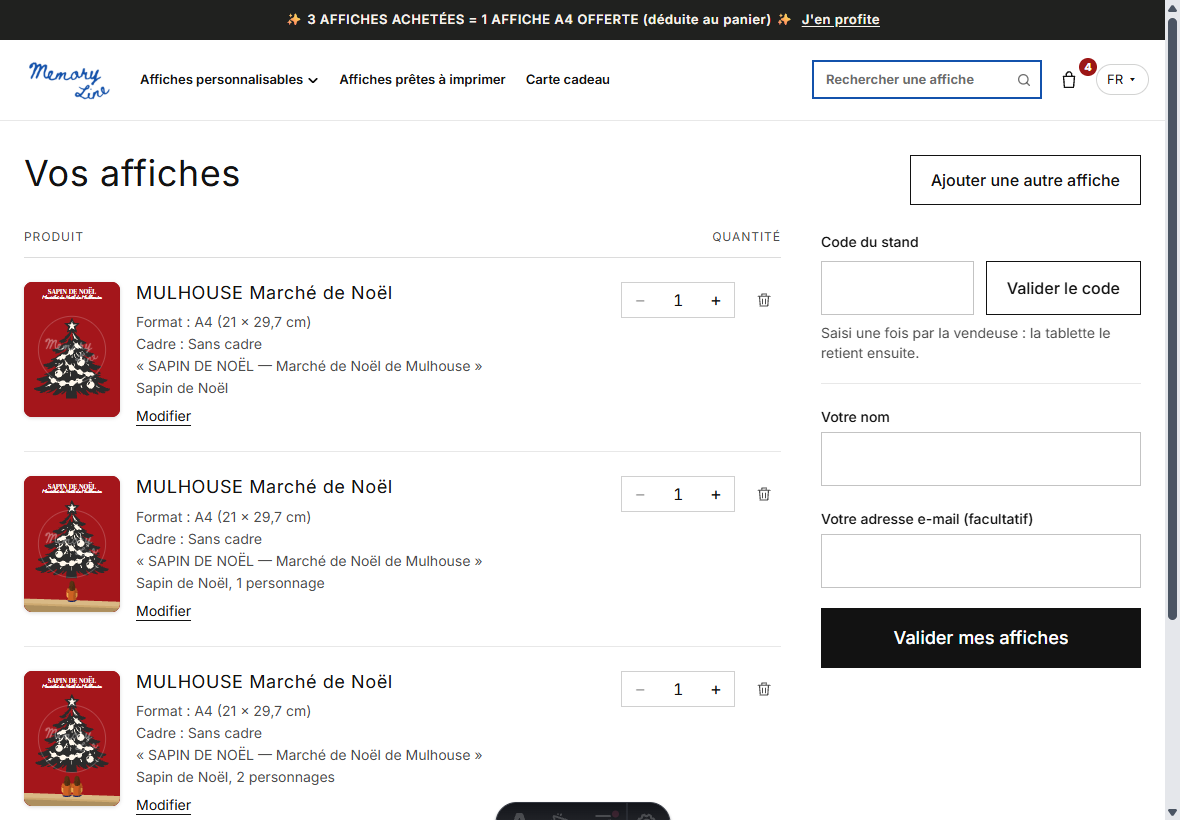 ✨ 3 AFFICHES ACHETÉES = 1 AFFICHE A4 OFFERTE (déduite au panier) ✨ J'en profite
Memory Line
Affiches personnalisables
Affiches prêtes à imprimer
Carte cadeau
Rechercher une affiche
4
FR
Vos affiches
Ajouter une autre affiche
PRODUIT
QUANTITÉ
SAPIN DE NOËL
MULHOUSE Marché de Noël
Format : A4 (21 × 29,7 cm)
Cadre : Sans cadre
« SAPIN DE NOËL — Marché de Noël de Mulhouse »
Sapin de Noël
Modifier
− 1 +
SAPIN DE NOËL
MULHOUSE Marché de Noël
Format : A4 (21 × 29,7 cm)
Cadre : Sans cadre
« SAPIN DE NOËL — Marché de Noël de Mulhouse »
Sapin de Noël, 1 personnage
Modifier
− 1 +
SAPIN DE NOËL
MULHOUSE Marché de Noël
Format : A4 (21 × 29,7 cm)
Cadre : Sans cadre
« SAPIN DE NOËL — Marché de Noël de Mulhouse »
Sapin de Noël, 2 personnages
Modifier
− 1 +
Code du stand
Valider le code
Saisi une fois par la vendeuse : la tablette le
retient ensuite.
Votre nom
Votre adresse e-mail (facultatif)
Valider mes affiches